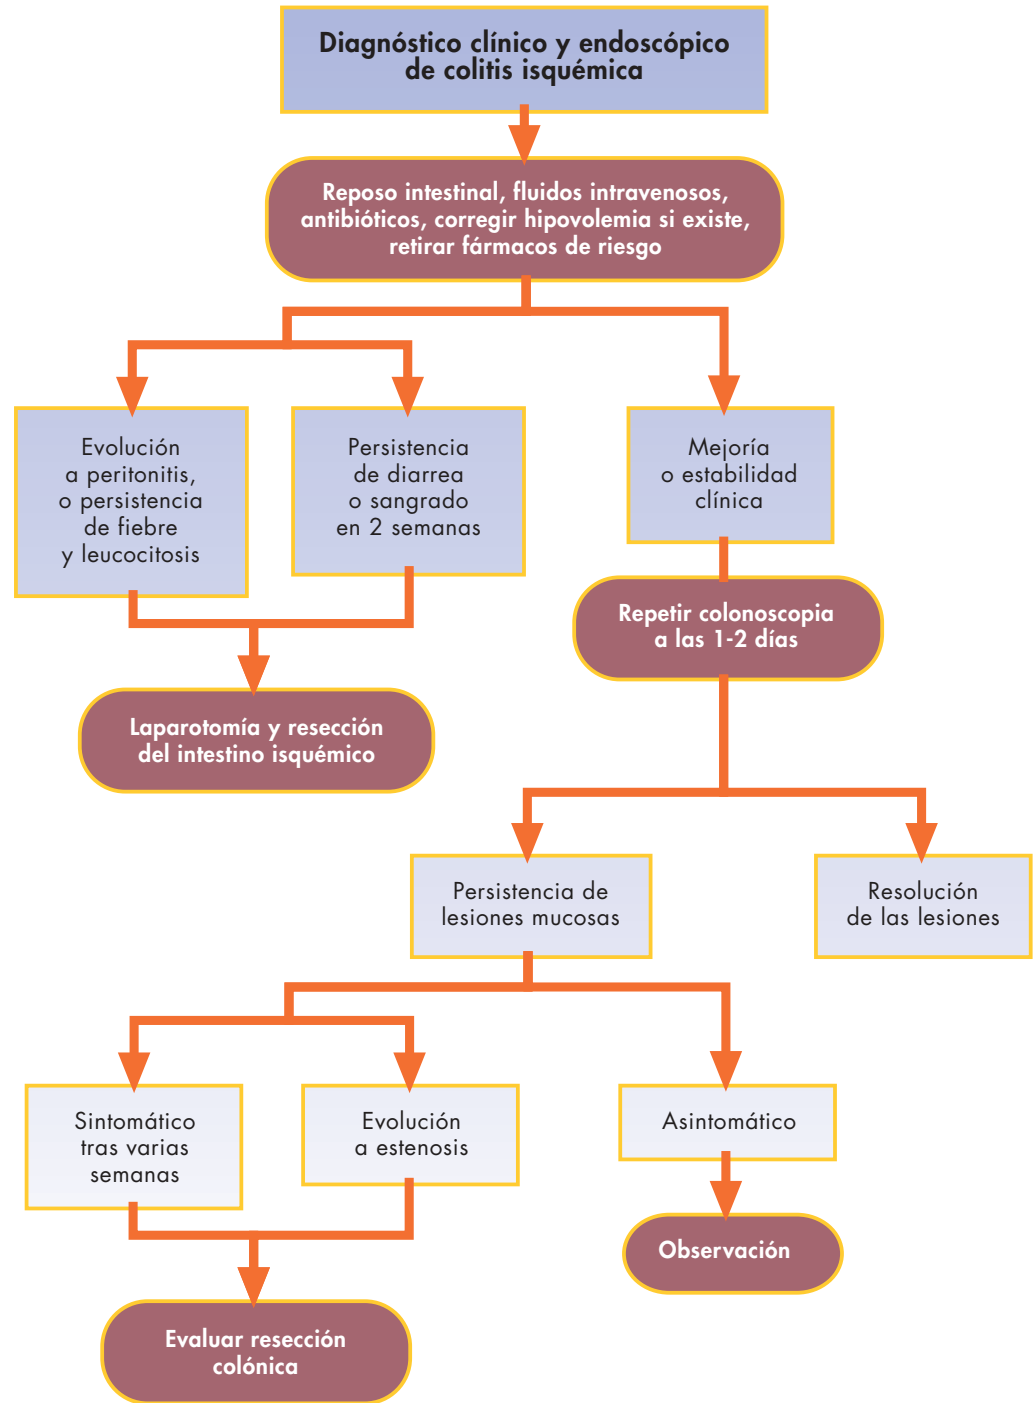 Diagnóstico clínico y endoscópico
de colitis isquémica
Reposo intestinal, fluidos intravenosos,
antibióticos, corregir hipovolemia si existe,
retirar fármacos de riesgo
Evolución
a peritonitis,
o persistencia
de fiebre
y leucocitosis
Persistencia
de diarrea
o sangrado
en 2 semanas
Mejoría
o estabilidad
clínica
Repetir colonoscopia
a las 1-2 días
Laparotomía y resección
del intestino isquémico
Persistencia de
lesiones mucosas
Resolución
de las lesiones
Sintomático
tras varias
semanas
Evolución
a estenosis
Asintomático
Observación
Evaluar resección
colónica